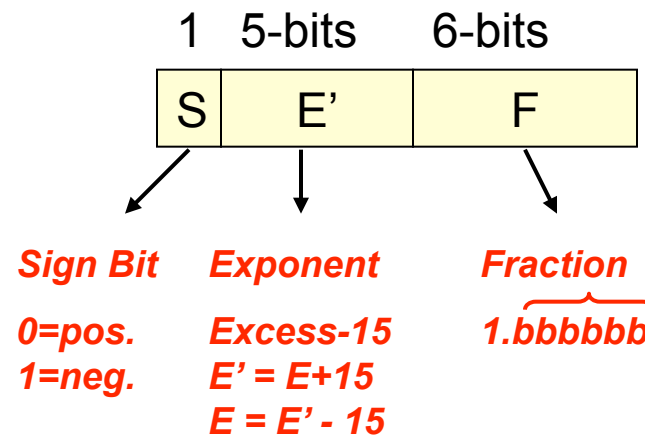 1 5-bits 6-bits
S E’ F
Sign Bit Exponent Fraction
0=pos. Excess-15 1.bbbbbb
1=neg. E’ = E+15
E = E’ - 15